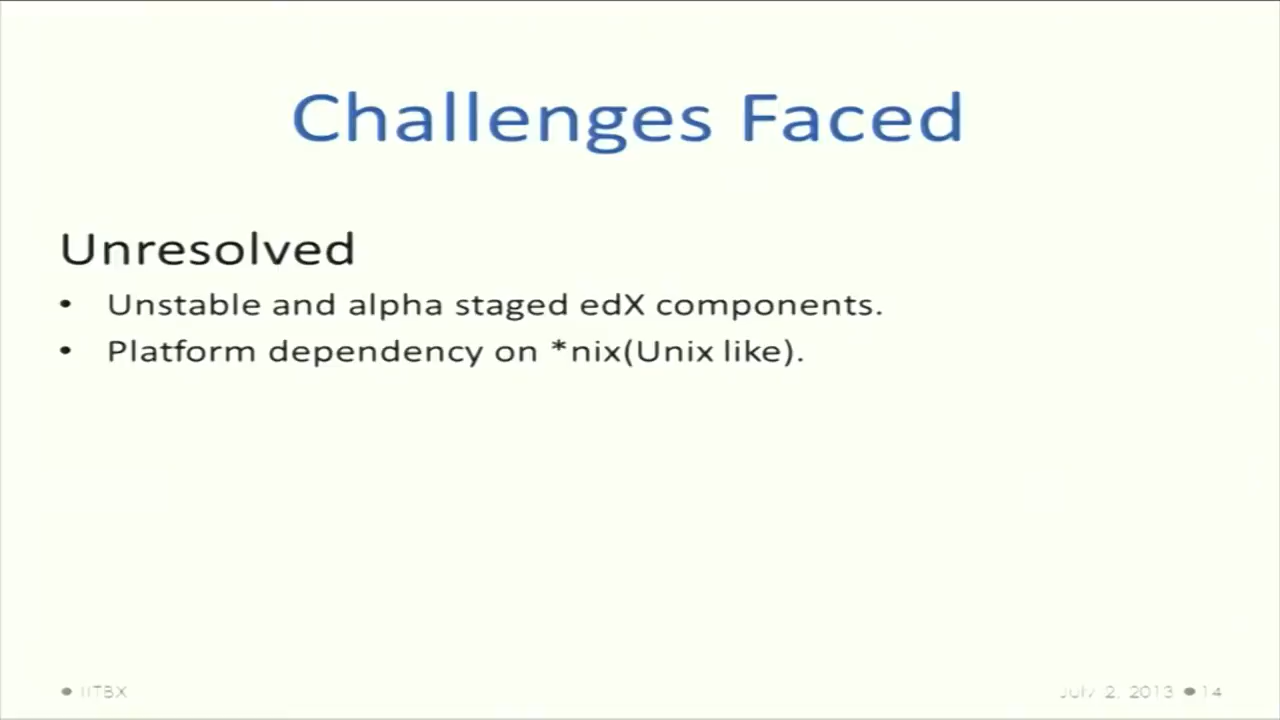 Challenges Faced
Unresolved
• Unstable and alpha staged edX components.
• Platform dependency on *nix(Unix like).
● IITBX
July 2, 2013 ● 14